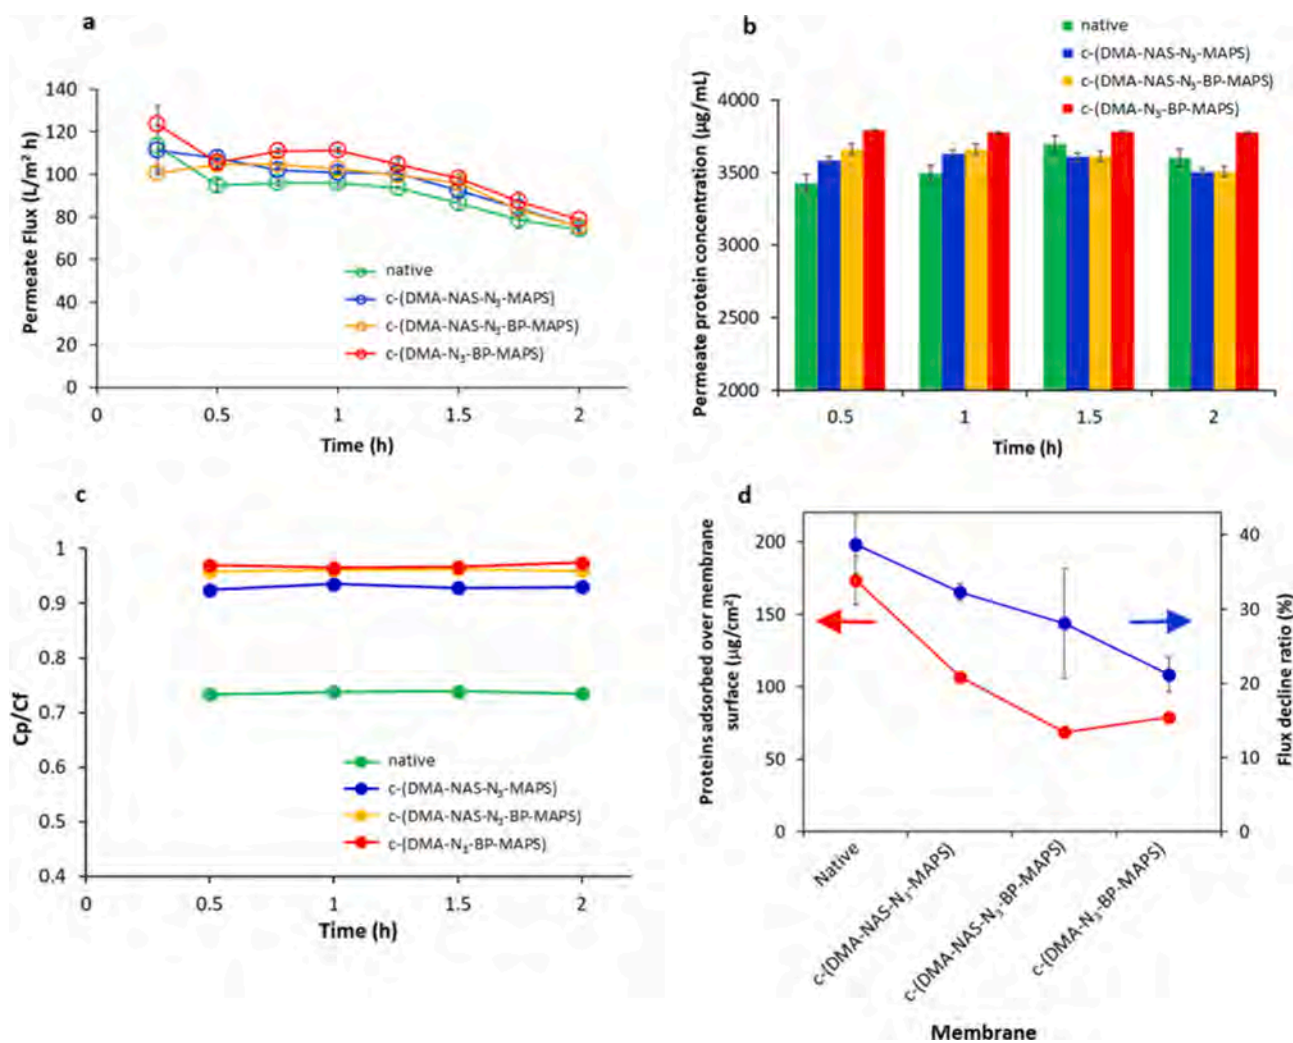 a
Permeate Flux (L/m² h)
140
120
100
80
60
40
20
0
0
0.5
1
1.5
2
Time (h)
native
c-(DMA-NAS-N₃-MAPS)
c-(DMA-NAS-N₃-BP-MAPS)
c-(DMA-N₃-BP-MAPS)
b
native
c-(DMA-NAS-N₃-MAPS)
c-(DMA-NAS-N₃-BP-MAPS)
c-(DMA-N₃-BP-MAPS)
Permeate protein concentration (µg/mL)
4000
3500
3000
2500
2000
0.5
1
1.5
2
Time (h)
c
Cp/Cf
1
0.9
0.8
0.7
0.6
0.5
0.4
0
0.5
1
1.5
2
Time (h)
native
c-(DMA-NAS-N₃-MAPS)
c-(DMA-NAS-N₃-BP-MAPS)
c-(DMA-N₃-BP-MAPS)
d
Proteins adsorbed over membrane
surface (µg/cm²)
200
150
100
50
0
40
30
20
10
0
Flux decline ratio (%)
Native
c-(DMA-NAS-N₃-MAPS)
c-(DMA-NAS-N₃-BP-MAPS)
c-(DMA-N₃-BP-MAPS)
Membrane